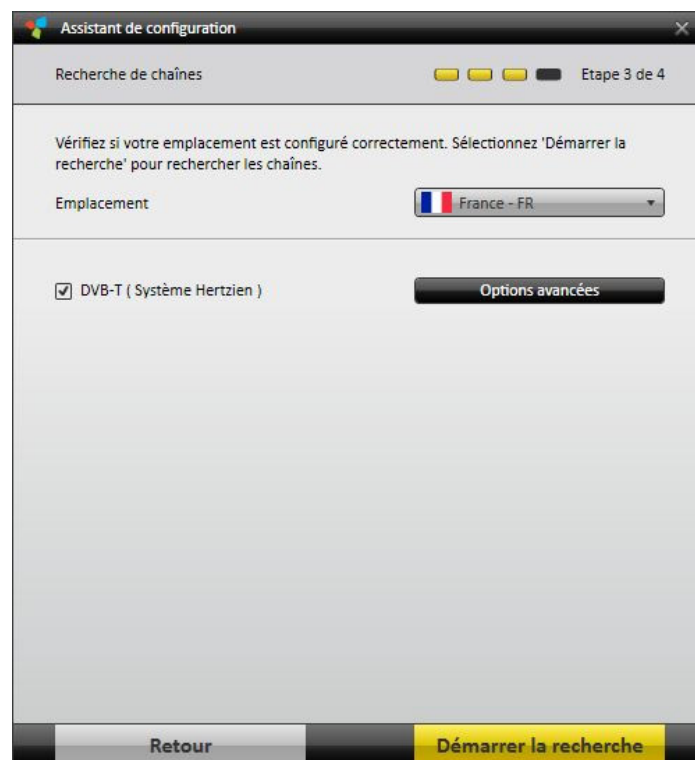 Assistant de configuration
Recherche de chaînes
Etape 3 de 4
Vérifiez si votre emplacement est configuré correctement. Sélectionnez 'Démarrer la
recherche' pour rechercher les chaînes.
Emplacement
France - FR
DVB-T ( Système Hertzien )
Options avancées
Retour
Démarrer la recherche